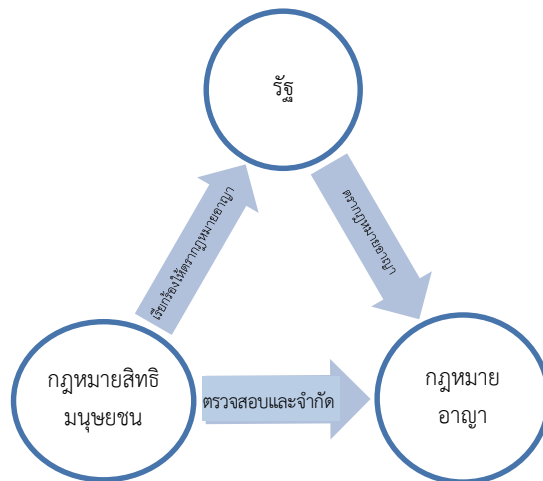 รัฐ
เรียกร้องให้ตรากฎหมายอาญา
ตรากฎหมายอาญา
กฎหมายสิทธิ
มนุษยชน
ตรวจสอบและจำกัด
กฎหมาย
อาญา